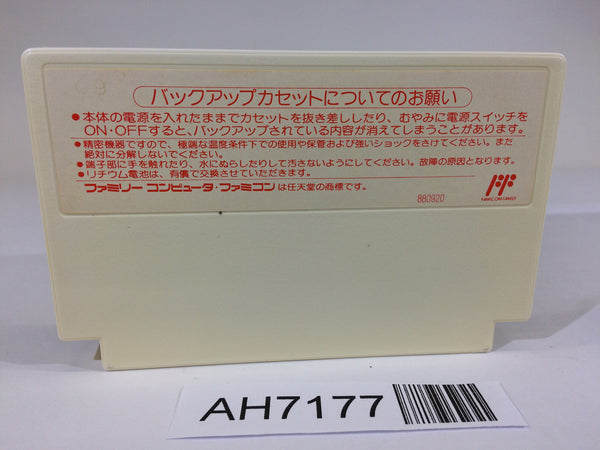 バックアップカセットについてのお願い
●本体の電源を入れたままでカセットを抜き差ししたり、むやみに電源スイッチを
ON・OFFすると、バックアップされている内容が消えてしまうことがあります。
●精密機器ですので、極端な温度条件下での使用や保管および強いショックをさけてください。また
絶対に分解しないでください。
●端子部に手を触れたり、水にぬらしたりして汚さないようにしてください。故障の原因となります。
●リチウム電池は、有償で交換させていただきます。
ファミリー コンピュータ・ファミコン は任天堂の商標です。
880920
FAMICOM FAMILY
AH7177